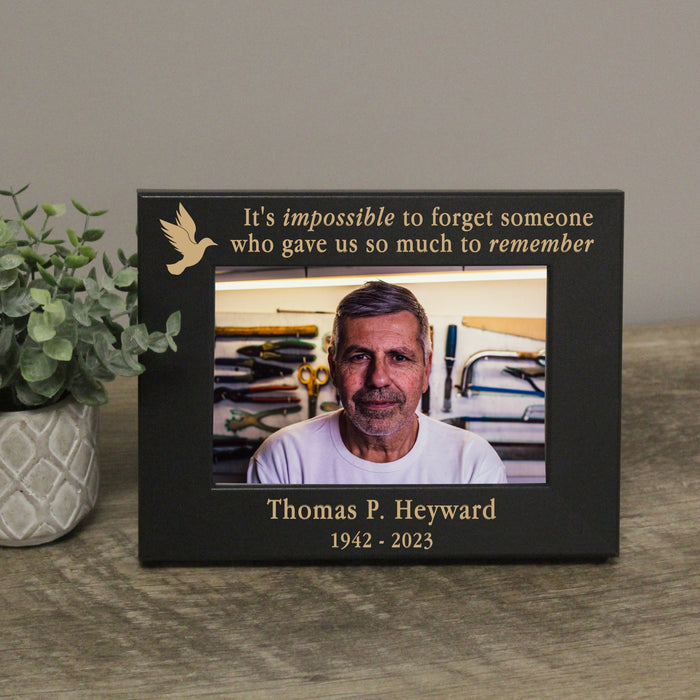 It's impossible to forget someone
who gave us so much to remember
Thomas P. Heyward
1942 - 2023